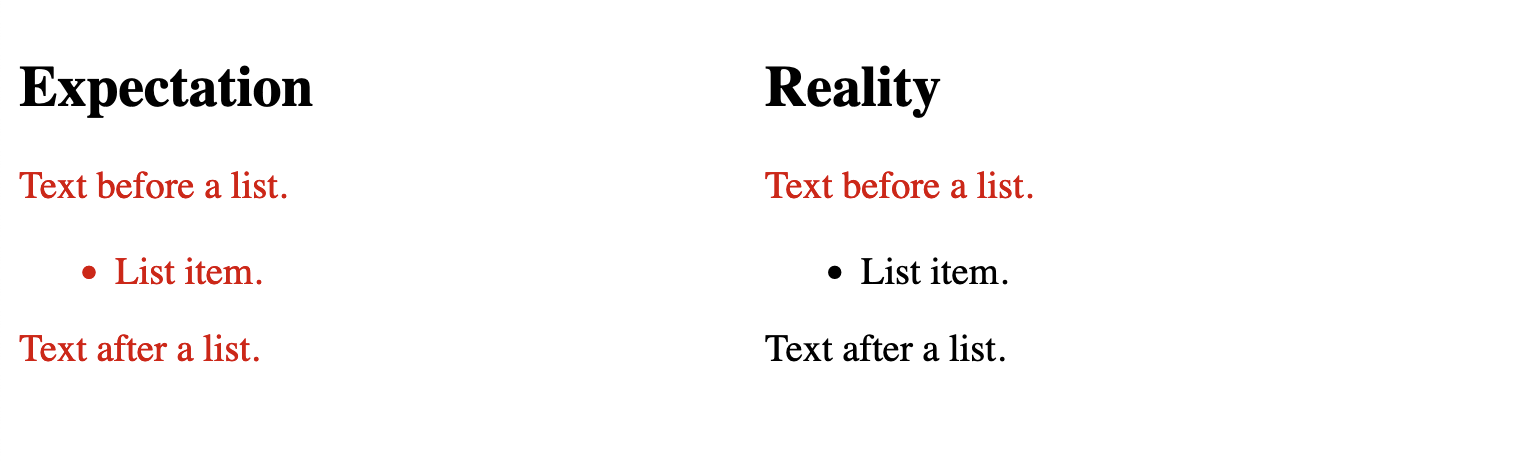 Expectation
Text before a list.
• List item.
Text after a list.
Reality
Text before a list.
• List item.
Text after a list.